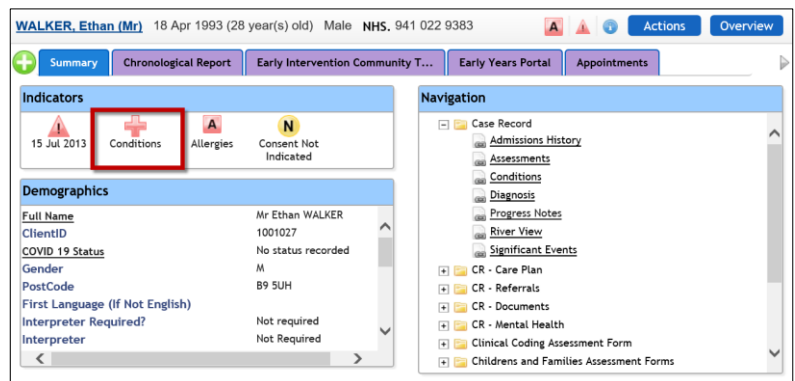 WALKER, Ethan (Mr) 18 Apr 1993 (28 year(s) old) Male NHS. 941 022 9383 A ! i Actions Overview
Summary Chronological Report Early Intervention Community T... Early Years Portal Appointments
Indicators
! A N
15 Jul 2013 Conditions Allergies Consent Not
Indicated
Demographics
Full Name Mr Ethan WALKER
ClientID 1001027
COVID 19 Status No status recorded
Gender M
PostCode B9 5UH
First Language (If Not English)
Interpreter Required? Not required
Interpreter Not Required
Navigation
Case Record
Admissions History
Assessments
Conditions
Diagnosis
Progress Notes
River View
Significant Events
CR - Care Plan
CR - Referrals
CR - Documents
CR - Mental Health
Clinical Coding Assessment Form
Childrens and Families Assessment Forms